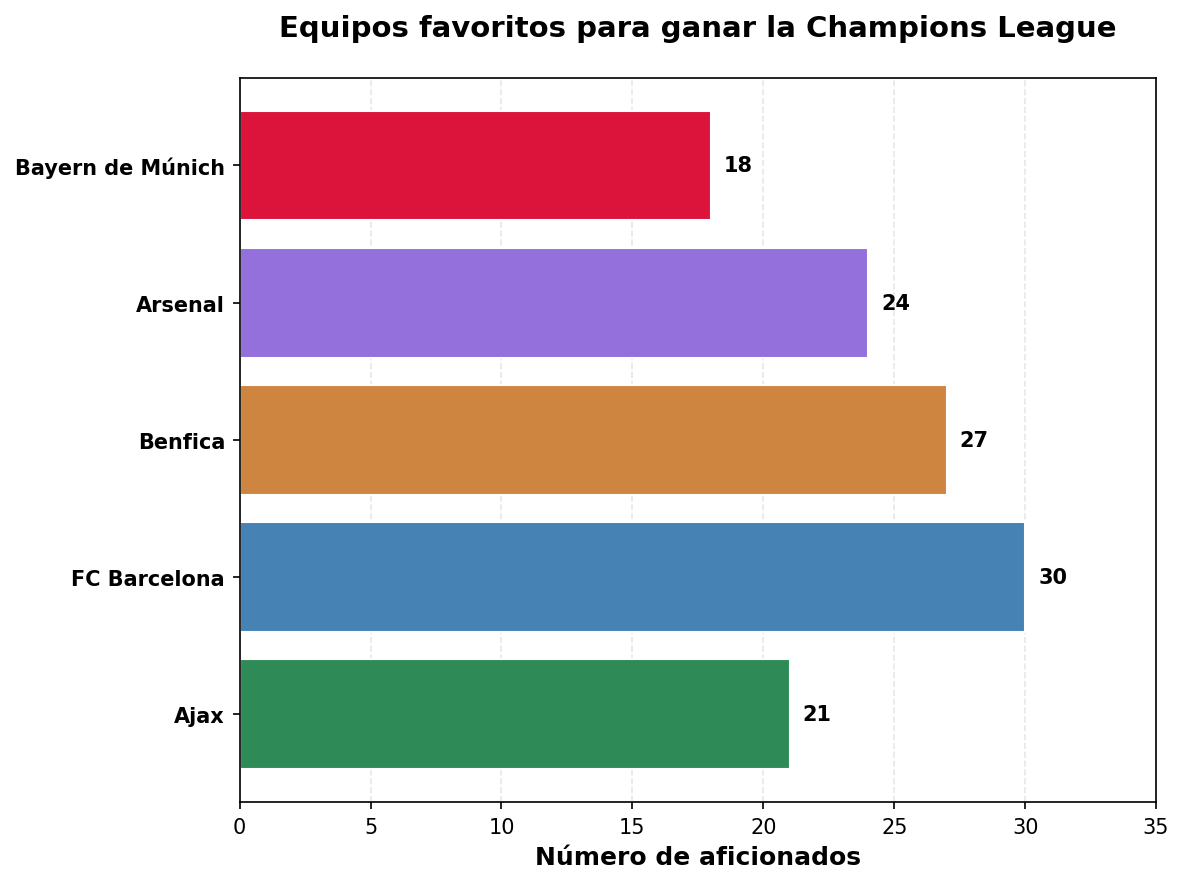 Equipos favoritos para ganar la Champions League
Bayern de Múnich
18
Arsenal
24
Benfica
27
FC Barcelona
30
Ajax
21
0 5 10 15 20 25 30 35
Número de aficionados